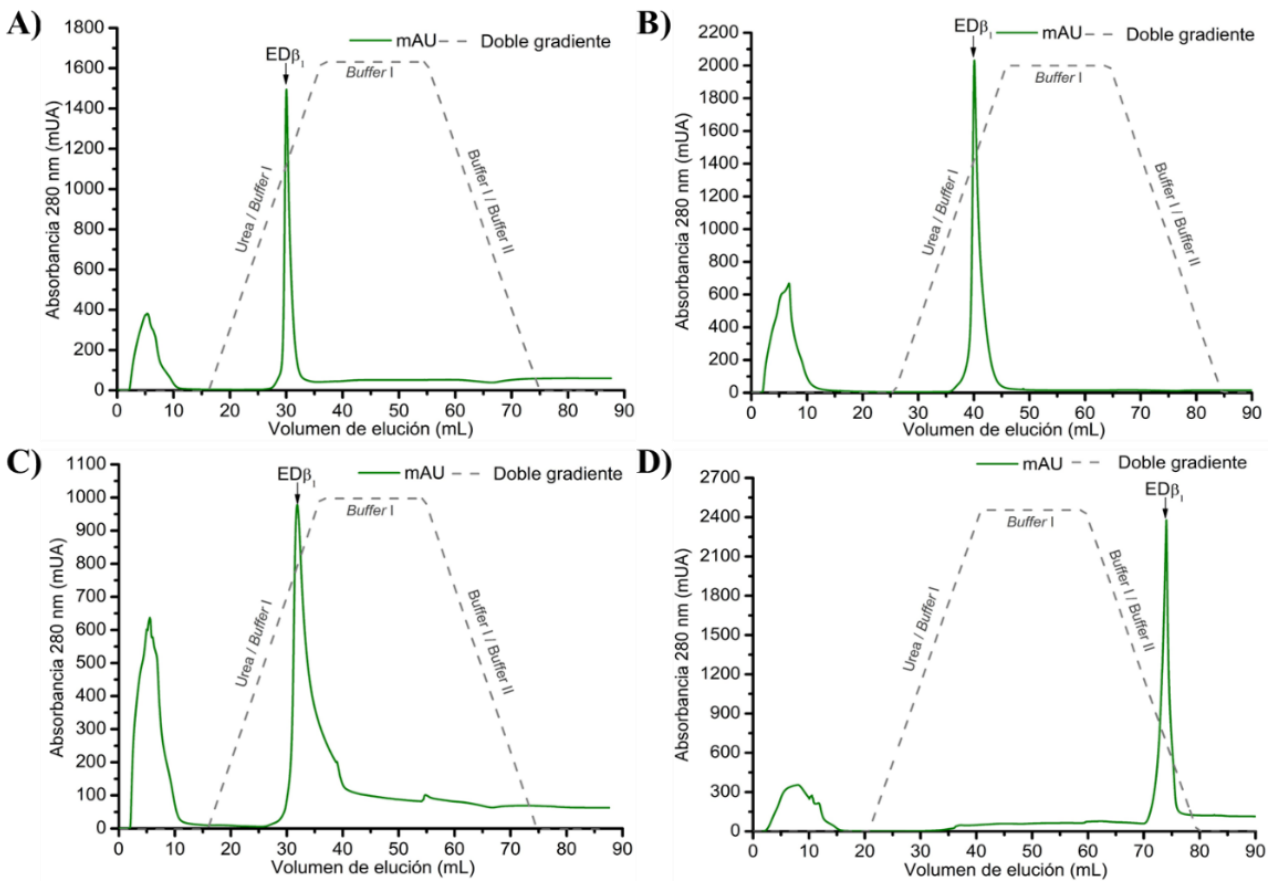 A)
mAU
Doble gradiente
EDβI
Buffer I
Urea / Buffer I
Buffer I / Buffer II
Absorbancia 280 nm (mUA)
1800
1600
1400
1200
1000
800
600
400
200
0
0 10 20 30 40 50 60 70 80 90
Volumen de elución (mL)
B)
mAU
Doble gradiente
EDβI
Buffer I
Urea / Buffer I
Buffer I / Buffer II
Absorbancia 280 nm (mUA)
2200
2000
1800
1600
1400
1200
1000
800
600
400
200
0
0 10 20 30 40 50 60 70 80 90
Volumen de elución (mL)
C)
mAU
Doble gradiente
EDβI
Buffer I
Urea / Buffer I
Buffer I / Buffer II
Absorbancia 280 nm (mUA)
1100
1000
900
800
700
600
500
400
300
200
100
0
0 10 20 30 40 50 60 70 80 90
Volumen de elución (mL)
D)
mAU
Doble gradiente
EDβI
Buffer I
Urea / Buffer I
Buffer I / Buffer II
Absorbancia 280 nm (mUA)
2700
2400
2100
1800
1500
1200
900
600
300
0
0 10 20 30 40 50 60 70 80 90
Volumen de elución (mL)